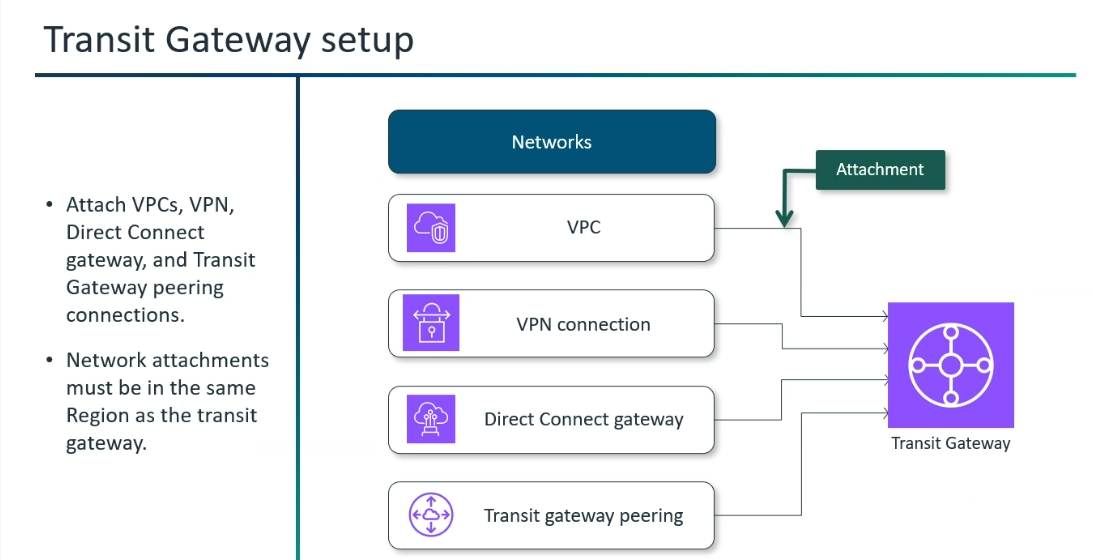 Transit Gateway setup
• Attach VPCs, VPN,
Direct Connect
gateway, and Transit
Gateway peering
connections.
• Network attachments
must be in the same
Region as the transit
gateway.
Networks
Attachment
VPC
VPN connection
Direct Connect gateway
Transit gateway peering
Transit Gateway